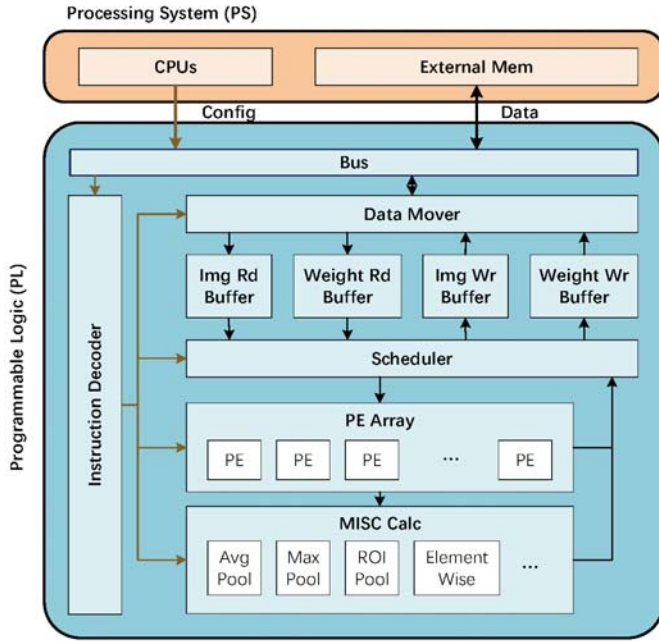 Processing System (PS)
CPUs
External Mem
Config
Data
Bus
Data Mover
Img Rd
Buffer
Weight Rd
Buffer
Img Wr
Buffer
Weight Wr
Buffer
Scheduler
PE Array
PE
PE
PE
...
PE
MISC Calc
Avg
Pool
Max
Pool
ROI
Pool
Element
Wise
...
Instruction Decoder
Programmable Logic (PL)